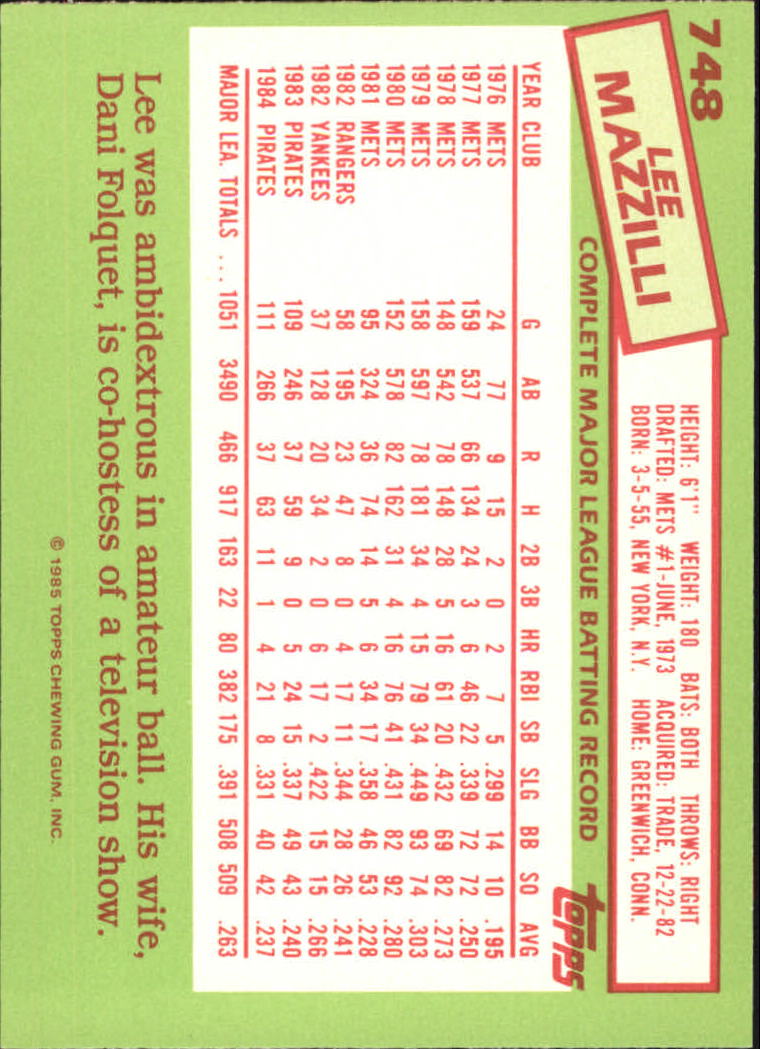 748
LEE
MAZZILLI
HEIGHT: 6'1" WEIGHT: 180 BATS: BOTH THROWS: RIGHT
DRAFTED: METS #1-JUNE, 1973 ACQUIRED: TRADE, 12-22-82
BORN: 3-5-55, NEW YORK, N.Y. HOME: GREENWICH, CONN.
COMPLETE MAJOR LEAGUE BATTING RECORD
topps
YEAR CLUB G AB R H 2B 3B HR RBI SB SLG BB SO AVG
1976 METS 24 77 9 15 2 0 2 7 5 .299 14 10 .195
1977 METS 159 537 66 134 24 3 6 46 22 .339 72 72 .250
1978 METS 148 542 78 148 28 5 16 61 20 .432 69 82 .273
1979 METS 158 597 78 181 34 4 15 79 34 .449 93 74 .303
1980 METS 152 578 82 162 31 4 16 76 41 .431 82 92 .280
1981 METS 95 324 36 74 14 5 6 34 17 .358 46 53 .228
1982 RANGERS 58 195 23 47 8 0 4 17 11 .344 28 26 .241
1982 YANKEES 37 128 20 34 2 0 6 17 2 .422 15 15 .266
1983 PIRATES 109 246 37 59 9 0 5 24 15 .337 49 43 .240
1984 PIRATES 111 266 37 63 11 1 4 21 8 .331 40 42 .237
MAJOR LEA. TOTALS ... 1051 3490 466 917 163 22 80 382 175 .391 508 509 .263
Lee was ambidextrous in amateur ball. His wife,
Dani Folquet, is co-hostess of a television show.
© 1985 TOPPS CHEWING GUM, INC.